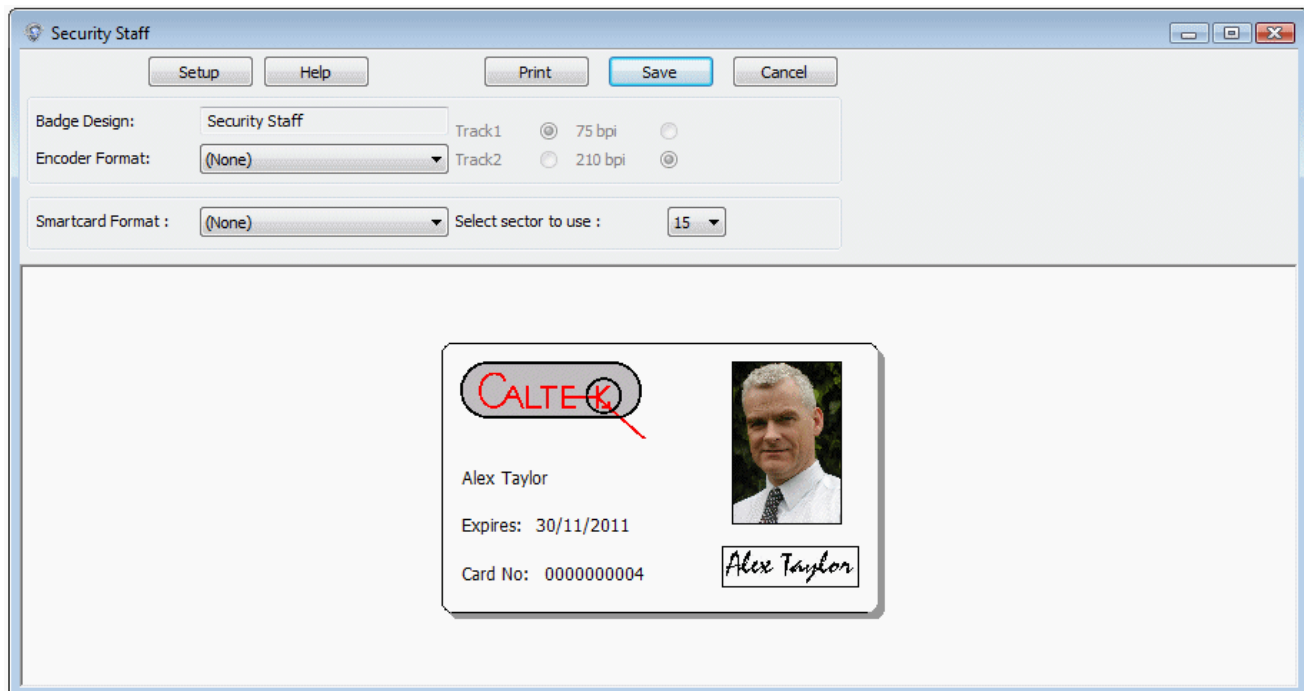 Security Staff
Setup Help Print Save Cancel
Badge Design: Security Staff
Track1 75 bpi
Encoder Format: (None)
Track2 210 bpi
Smartcard Format : (None) Select sector to use : 15
CALTEK
Alex Taylor
Expires: 30/11/2011
Card No: 0000000004
Alex Taylor